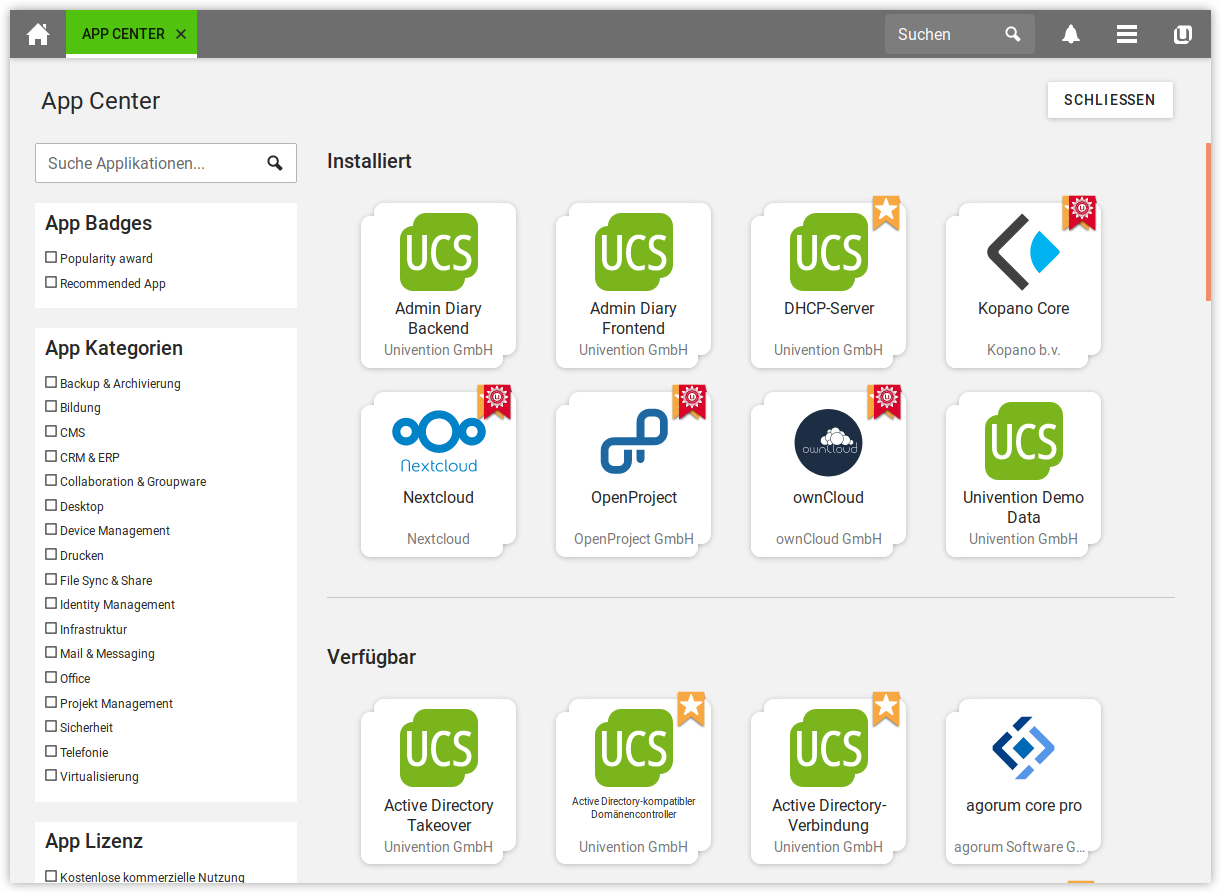 APP CENTER
Suchen
App Center
SCHLIESSEN
Suche Applikationen...
App Badges
Popularity award
Recommended App
App Kategorien
Backup & Archivierung
Bildung
CMS
CRM & ERP
Collaboration & Groupware
Desktop
Device Management
Drucken
File Sync & Share
Identity Management
Infrastruktur
Mail & Messaging
Office
Projekt Management
Sicherheit
Telefonie
Virtualisierung
App Lizenz
Kostenlose kommerzielle Nutzung
Installiert
UCS
Admin Diary
Backend
Univention GmbH
UCS
Admin Diary
Frontend
Univention GmbH
UCS
DHCP-Server
Univention GmbH
Kopano Core
Kopano b.v.
Nextcloud
Nextcloud
Nextcloud
OpenProject
OpenProject GmbH
ownCloud
ownCloud
ownCloud GmbH
UCS
Univention Demo
Data
Univention GmbH
Verfügbar
UCS
Active Directory
Takeover
Univention GmbH
UCS
Active Directory-kompatibler
Domänencontroller
Univention GmbH
UCS
Active Directory-
Verbindung
Univention GmbH
agorum core pro
agorum Software G...